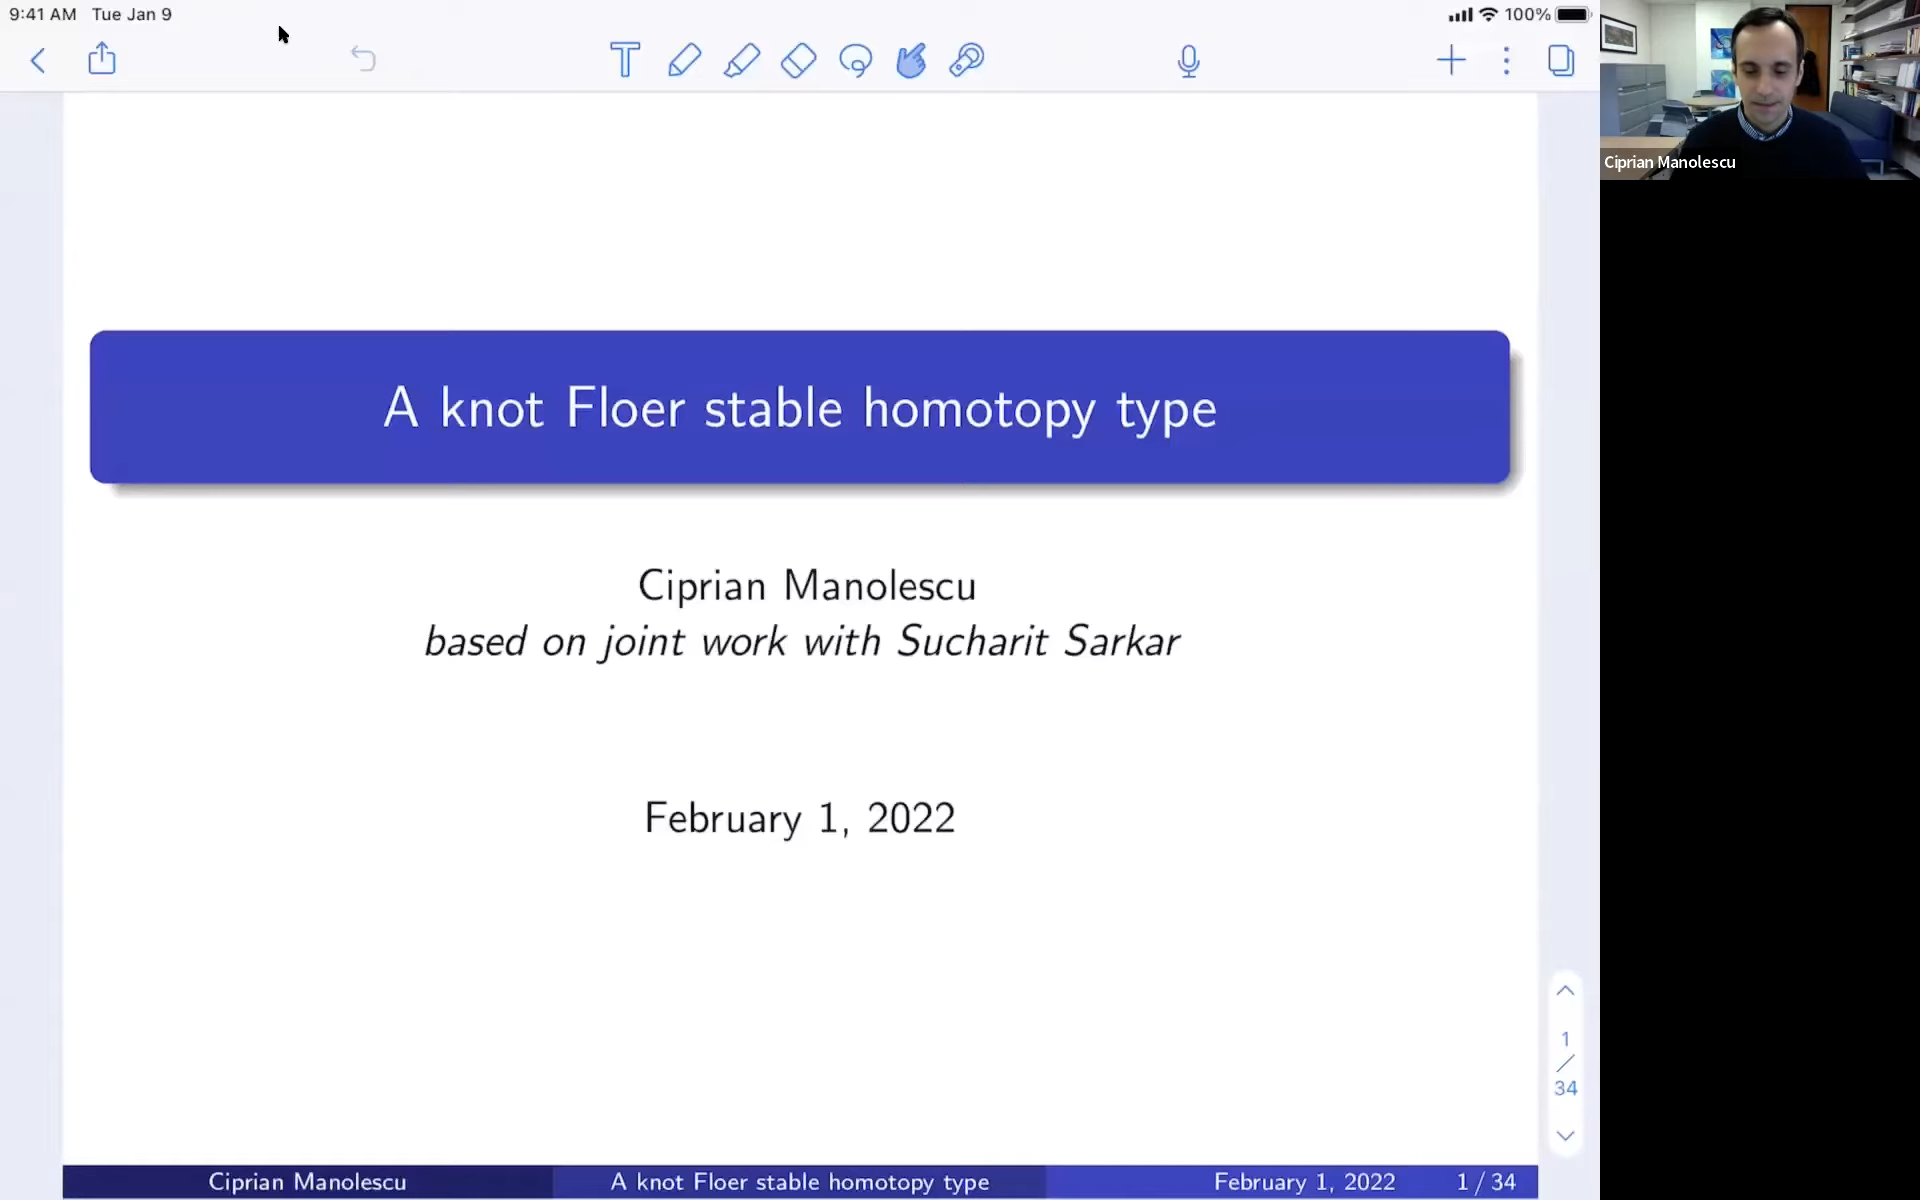 9:41 AM Tue Jan 9
100%
Ciprian Manolescu
A knot Floer stable homotopy type
Ciprian Manolescu
based on joint work with Sucharit Sarkar
February 1, 2022
1
/
34
Ciprian Manolescu A knot Floer stable homotopy type February 1, 2022 1 / 34